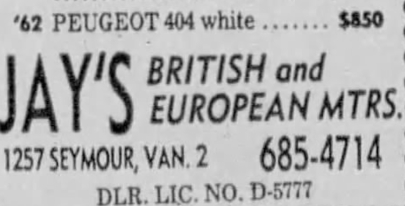 '62 PEUGEOT 404 white ....... $850
JAY'S BRITISH and
EUROPEAN MTRS.
1257 SEYMOUR, VAN. 2 685-4714
DLR. LIC. NO. D-5777